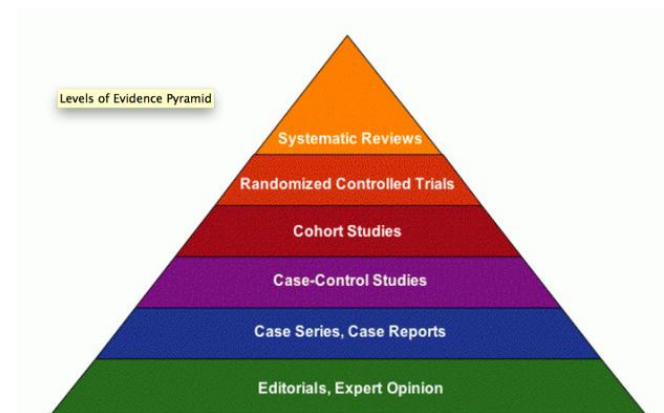 Levels of Evidence Pyramid
Systematic Reviews
Randomized Controlled Trials
Cohort Studies
Case-Control Studies
Case Series, Case Reports
Editorials, Expert Opinion